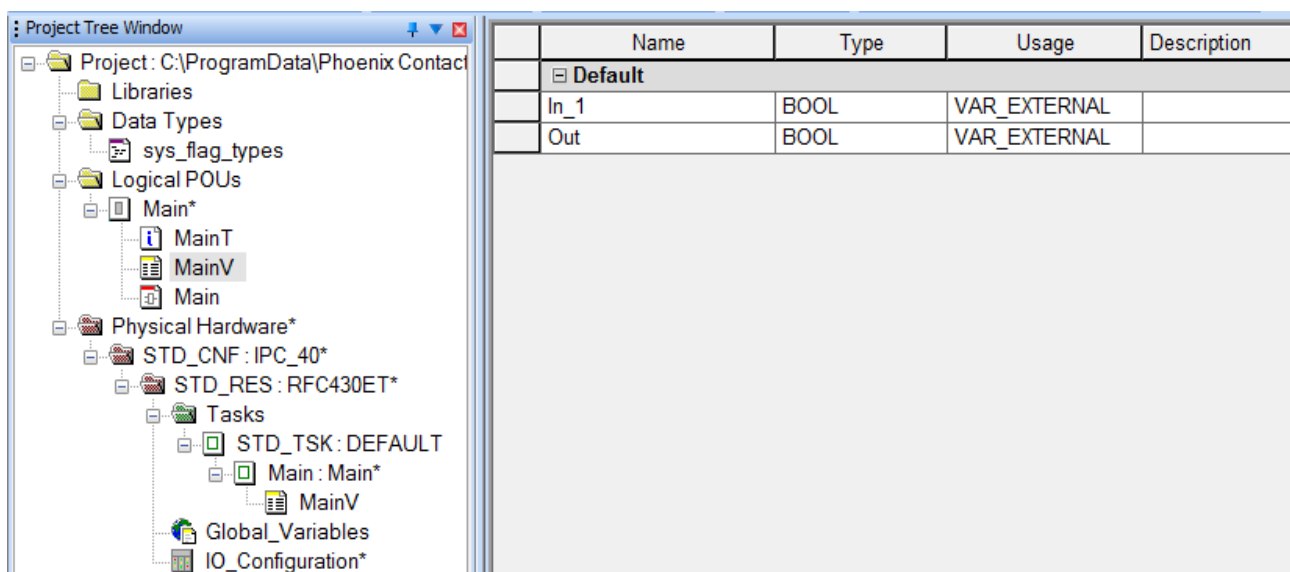 Project Tree Window
Project : C:\ProgramData\Phoenix Contact
Libraries
Data Types
sys_flag_types
Logical POUs
Main*
MainT
MainV
Main
Physical Hardware*
STD_CNF : IPC_40*
STD_RES : RFC430ET*
Tasks
STD_TSK : DEFAULT
Main : Main*
MainV
Global_Variables
IO_Configuration*
Name Type Usage Description
Default
In_1 BOOL VAR_EXTERNAL
Out BOOL VAR_EXTERNAL